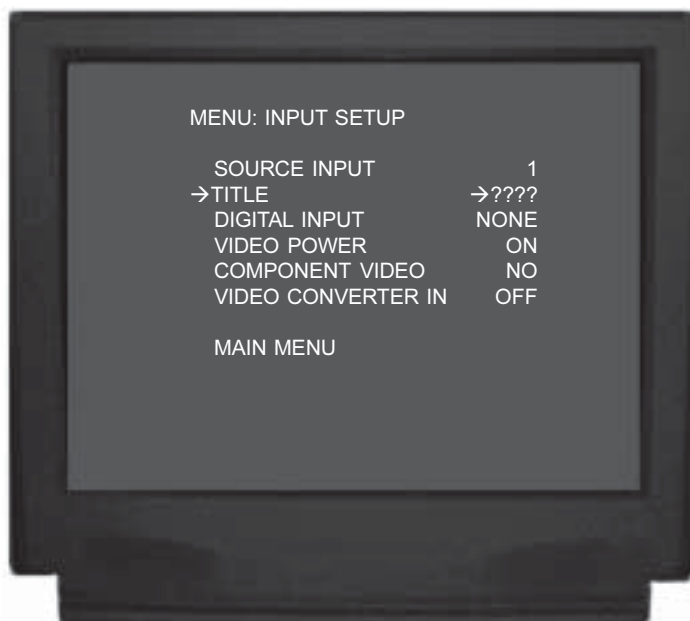 MENU: INPUT SETUP
SOURCE INPUT 1
→TITLE →????
DIGITAL INPUT NONE
VIDEO POWER ON
COMPONENT VIDEO NO
VIDEO CONVERTER IN OFF
MAIN MENU